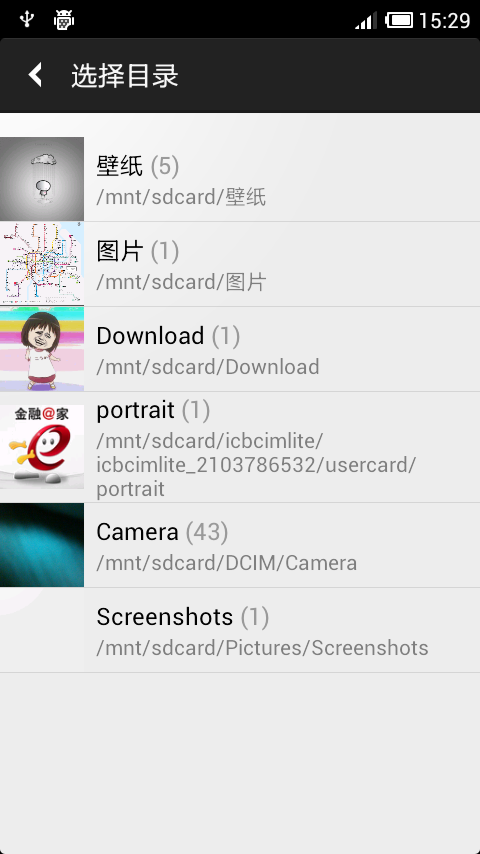 15:29
选择目录
壁纸 (5)
/mnt/sdcard/壁纸
图片 (1)
/mnt/sdcard/图片
Download (1)
/mnt/sdcard/Download
金融@家
portrait (1)
/mnt/sdcard/icbcimlite/
icbcimlite_2103786532/usercard/
portrait
Camera (43)
/mnt/sdcard/DCIM/Camera
Screenshots (1)
/mnt/sdcard/Pictures/Screenshots